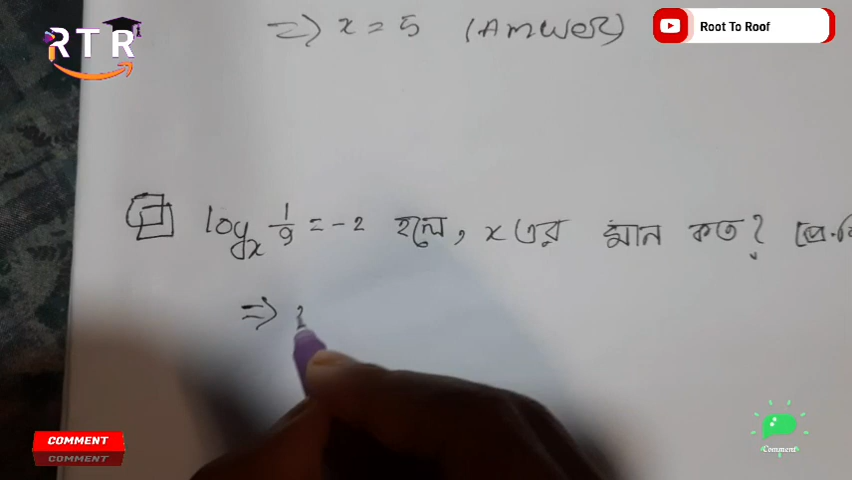 ⇒ x = 5 (Answer)
RTR
Root To Roof
log_x 1/9 = -2 হলে, x এর মান কত?
⇒
COMMENT
COMMENT
Comment